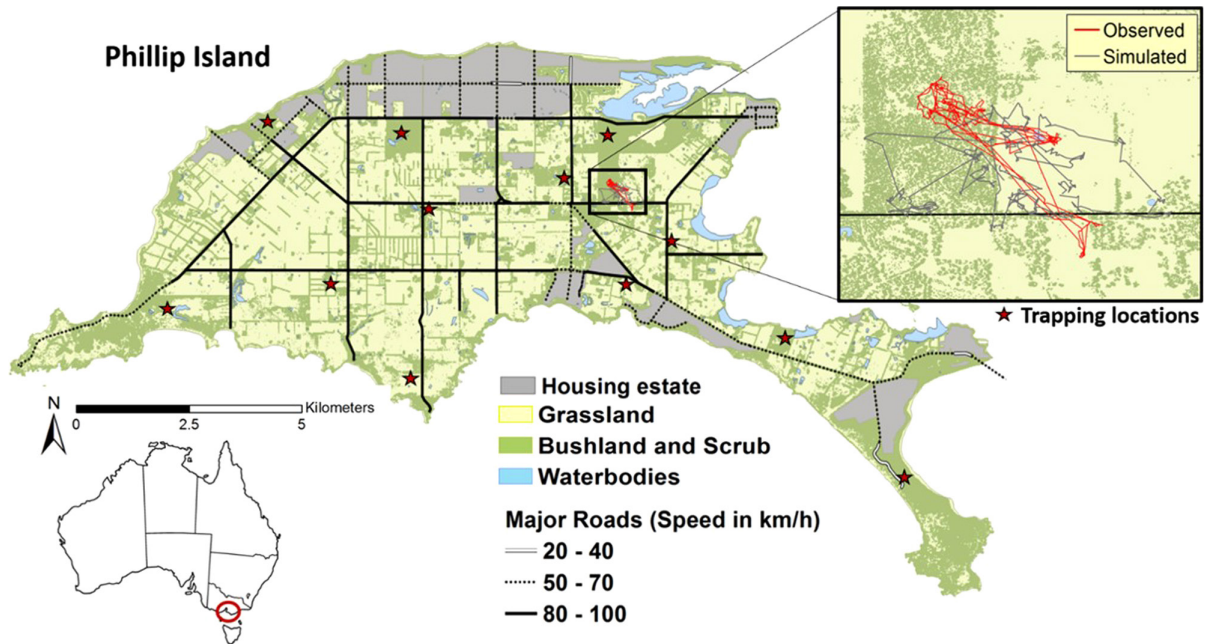 Phillip Island
Observed
Simulated
Trapping locations
Housing estate
Grassland
Bushland and Scrub
Waterbodies
N
Kilometers
0 2.5 5
Major Roads (Speed in km/h)
20 - 40
50 - 70
80 - 100